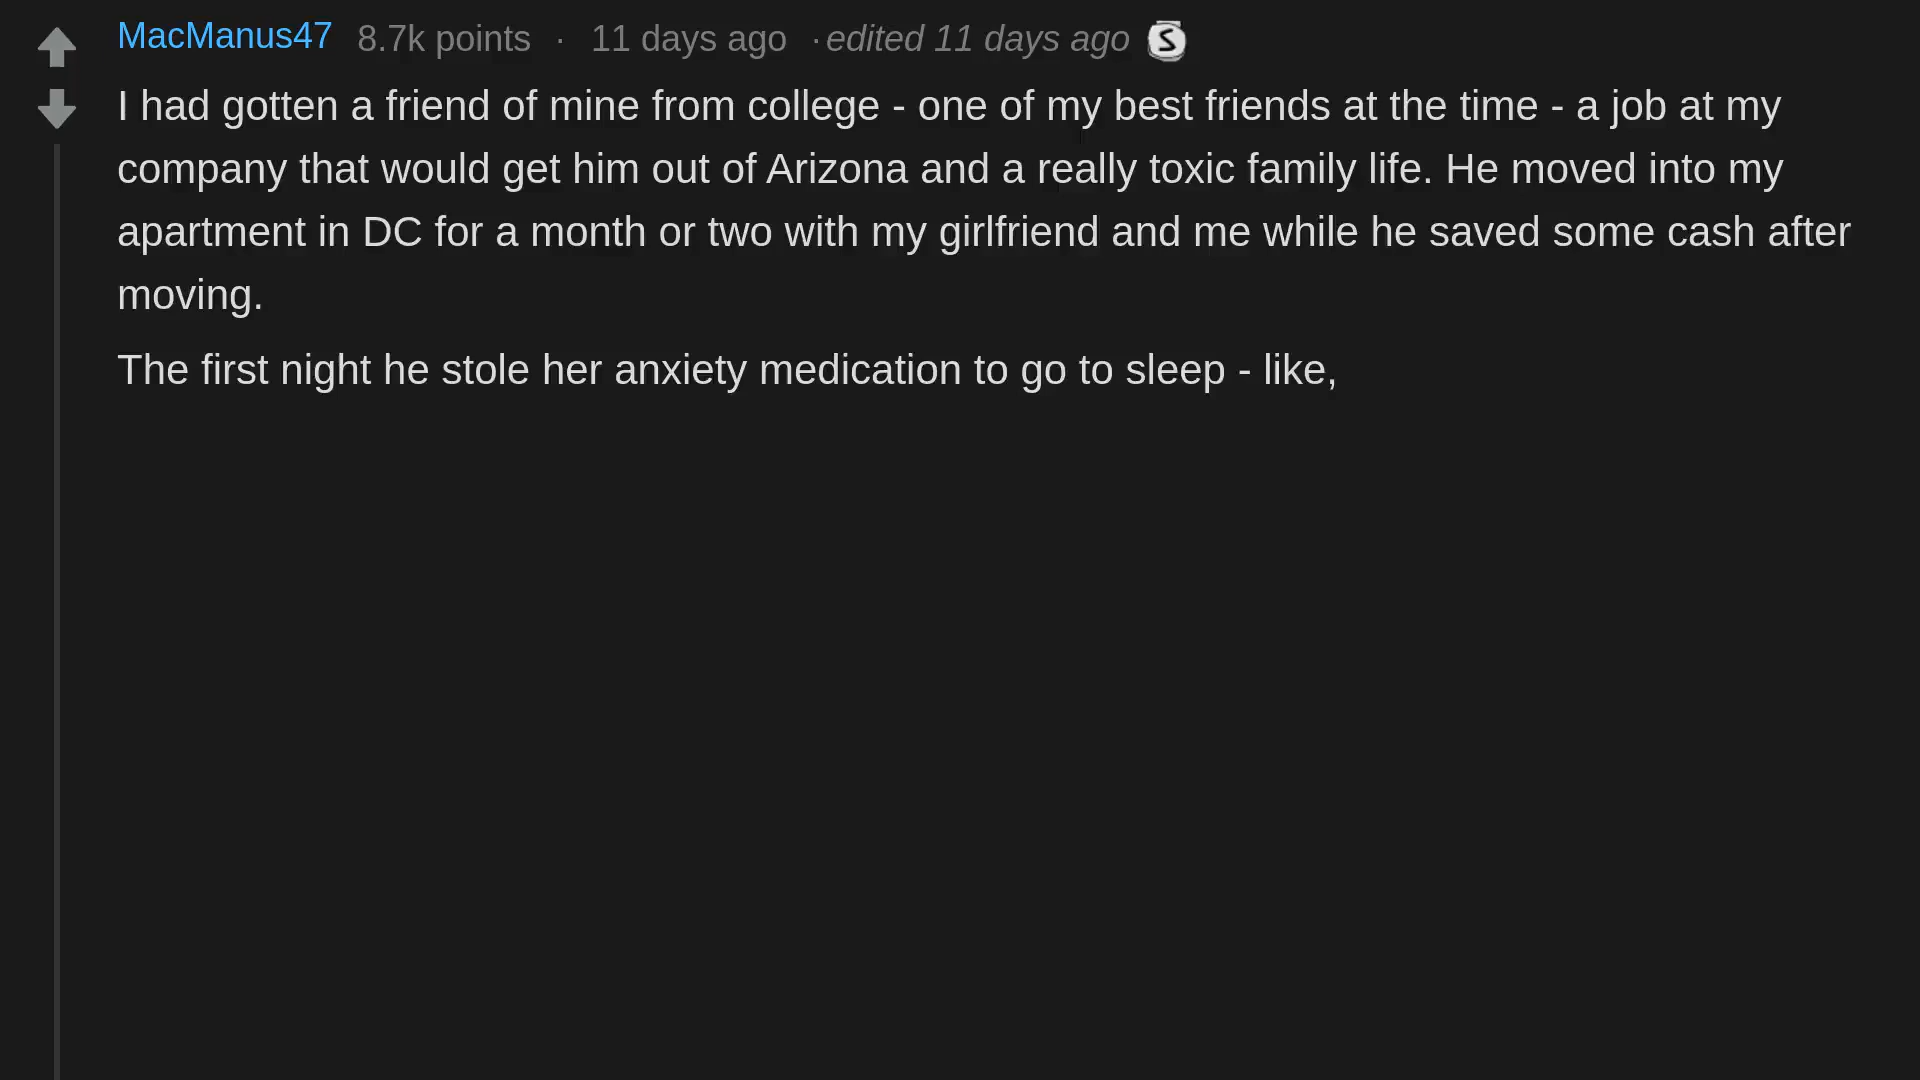 MacManus47 8.7k points · 11 days ago · edited 11 days ago S
I had gotten a friend of mine from college - one of my best friends at the time - a job at my
company that would get him out of Arizona and a really toxic family life. He moved into my
apartment in DC for a month or two with my girlfriend and me while he saved some cash after
moving.
The first night he stole her anxiety medication to go to sleep - like,